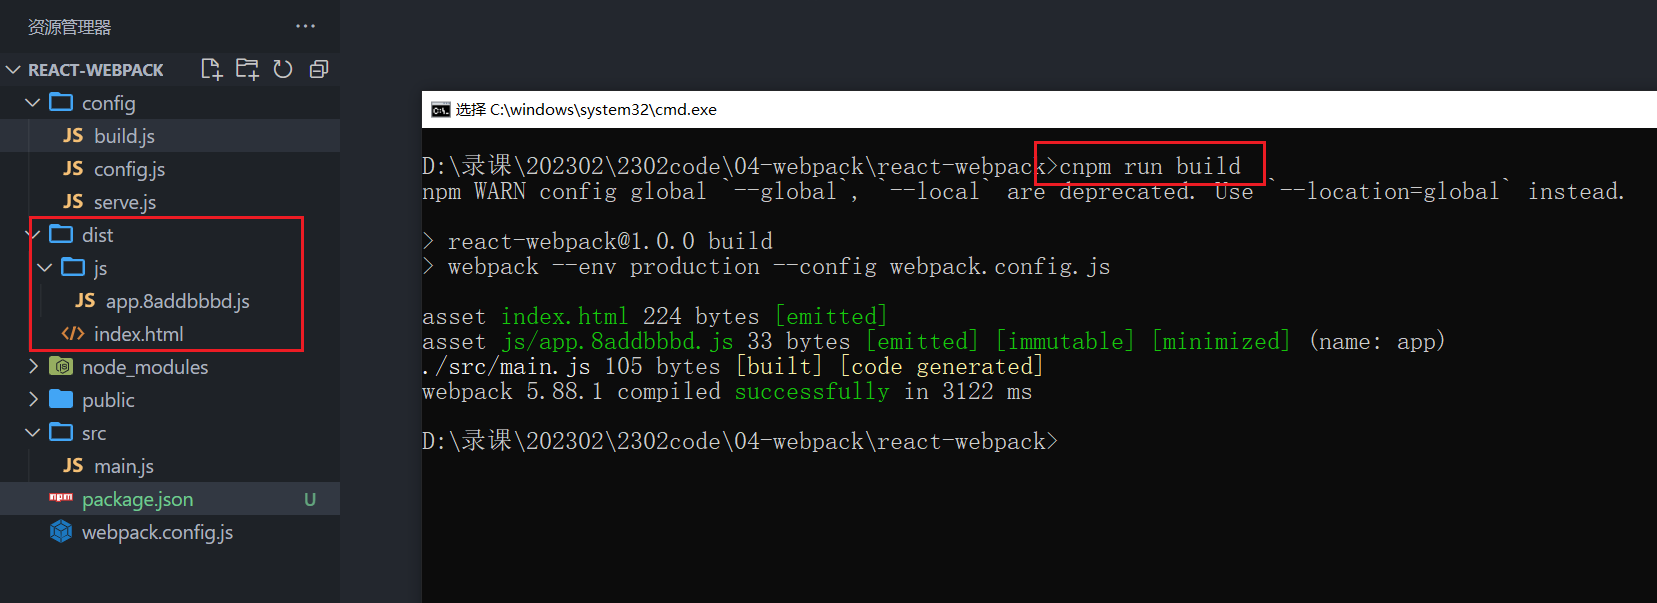 资源管理器 ···
REACT-WEBPACK
config
JS build.js
JS config.js
JS serve.js
dist
js
JS app.8addbbbd.js
</> index.html
node_modules
public
src
JS main.js
npm package.json U
webpack.config.js
选择 C:\windows\system32\cmd.exe
D:\录课\202302\2302code\04-webpack\react-webpack>cnpm run build
npm WARN config global `--global`, `--local` are deprecated. Use `--location=global` instead.
> react-webpack@1.0.0 build
> webpack --env production --config webpack.config.js
asset index.html 224 bytes [emitted]
asset js/app.8addbbbd.js 33 bytes [emitted] [immutable] [minimized] (name: app)
./src/main.js 105 bytes [built] [code generated]
webpack 5.88.1 compiled successfully in 3122 ms
D:\录课\202302\2302code\04-webpack\react-webpack>